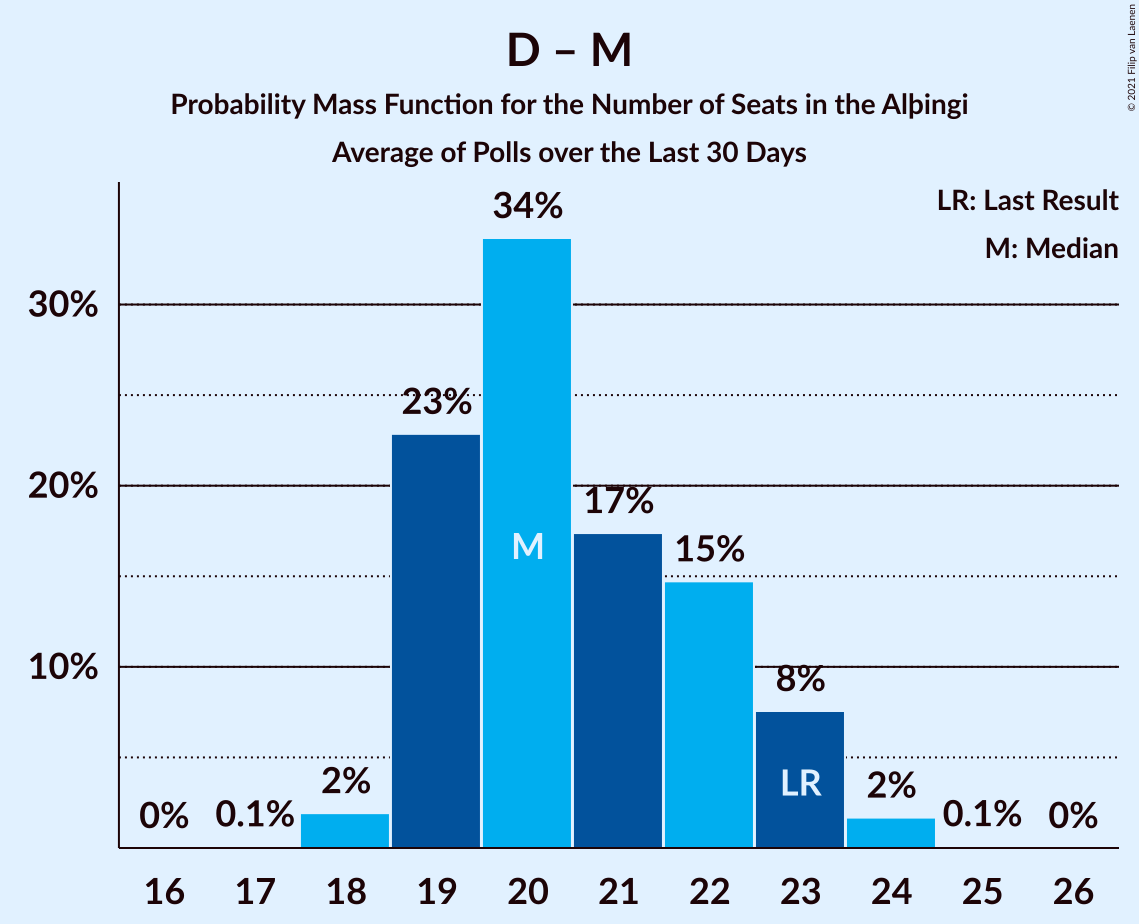 D – M
Probability Mass Function for the Number of Seats in the Alþingi
Average of Polls over the Last 30 Days
© 2021 Filip van Laenen
LR: Last Result
M: Median
34%
30%
23%
20%
17%
M
15%
10%
8%
LR
2%
2%
0%
0.1%
0.1%
0%
16 17 18 19 20 21 22 23 24 25 26